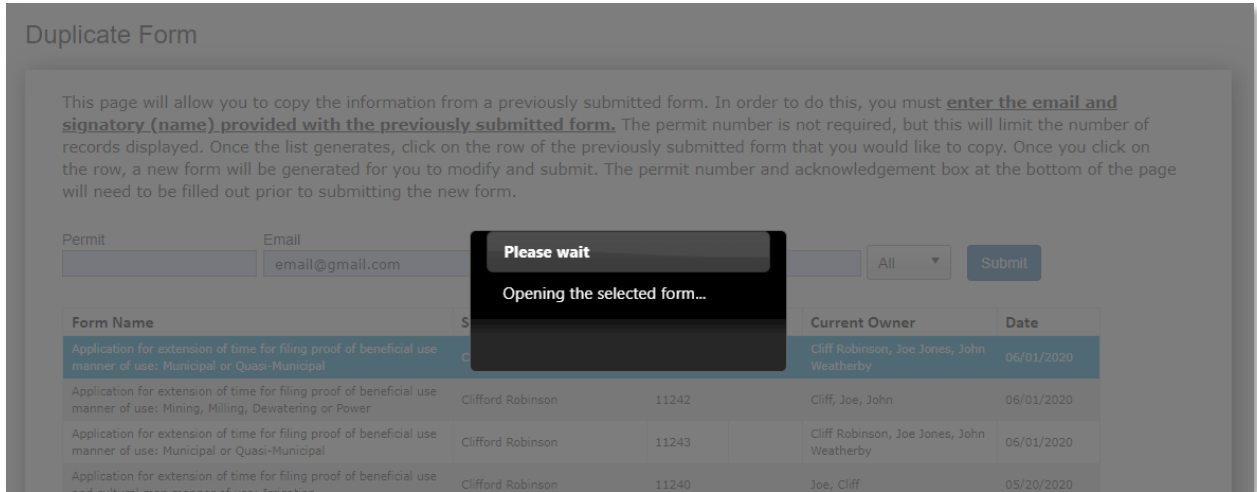 Duplicate Form
This page will allow you to copy the information from a previously submitted form. In order to do this, you must enter the email and
signatory (name) provided with the previously submitted form. The permit number is not required, but this will limit the number of
records displayed. Once the list generates, click on the row of the previously submitted form that you would like to copy. Once you click on
the row, a new form will be generated for you to modify and submit. The permit number and acknowledgement box at the bottom of the page
will need to be filled out prior to submitting the new form.
Permit Email
email@gmail.com All Submit
Please wait
Opening the selected form...
Form Name S Current Owner Date
Application for extension of time for filing proof of beneficial use
manner of use: Municipal or Quasi-Municipal
C Cliff Robinson, Joe Jones, John
Weatherby
06/01/2020
Application for extension of time for filing proof of beneficial use
manner of use: Mining, Milling, Dewatering or Power
Clifford Robinson 11242 Cliff, Joe, John 06/01/2020
Application for extension of time for filing proof of beneficial use
manner of use: Municipal or Quasi-Municipal
Clifford Robinson 11243 Cliff Robinson, Joe Jones, John
Weatherby
06/01/2020
Application for extension of time for filing proof of beneficial use
Clifford Robinson 11240 Joe, Cliff 05/20/2020